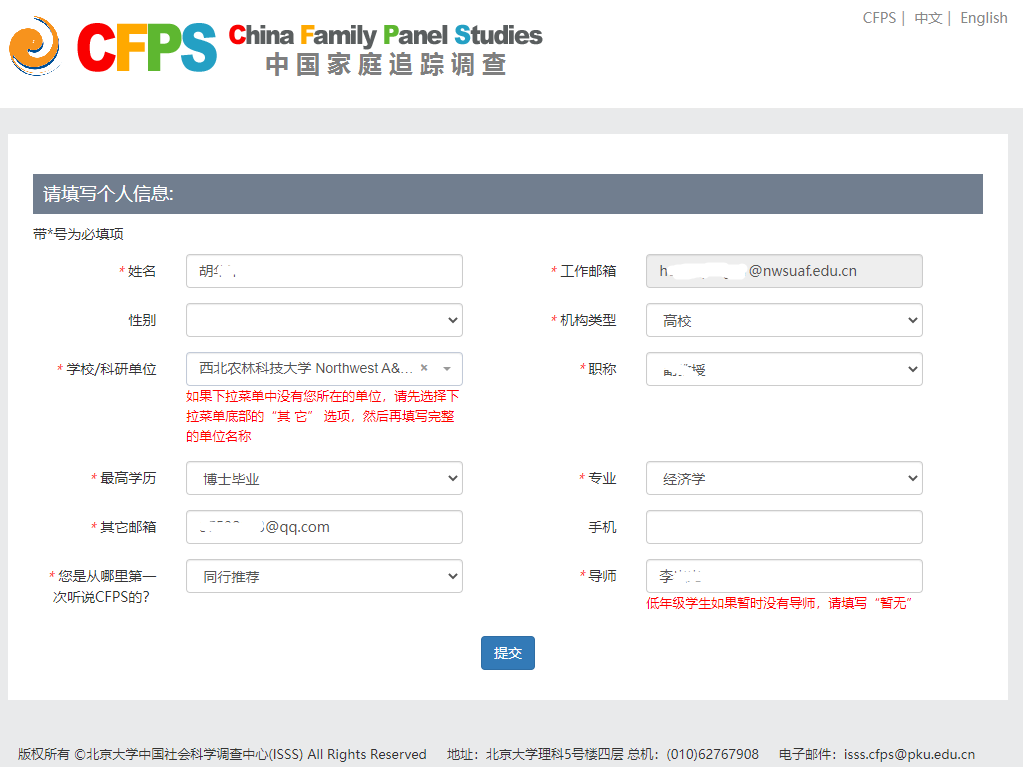 CFPS | 中文 | English
CFPS China Family Panel Studies
中国家庭追踪调查
请填写个人信息:
带*号为必填项
* 姓名 胡
* 工作邮箱 h @nwsuaf.edu.cn
性别
* 机构类型 高校
* 学校/科研单位 西北农林科技大学 Northwest A&... ×
* 职称
如果下拉菜单中没有您所在的单位，请先选择下
拉菜单底部的“其 它” 选项，然后再填写完整
的单位名称
* 最高学历 博士毕业
* 专业 经济学
* 其它邮箱 @qq.com
手机
* 您是从哪里第一 同行推荐
次听说CFPS的?
* 导师 李
低年级学生如果暂时没有导师，请填写“暂无”
提交
版权所有 ©北京大学中国社会科学调查中心(ISSS) All Rights Reserved 地址：北京大学理科5号楼四层 总机：(010)62767908 电子邮件：isss.cfps@pku.edu.cn